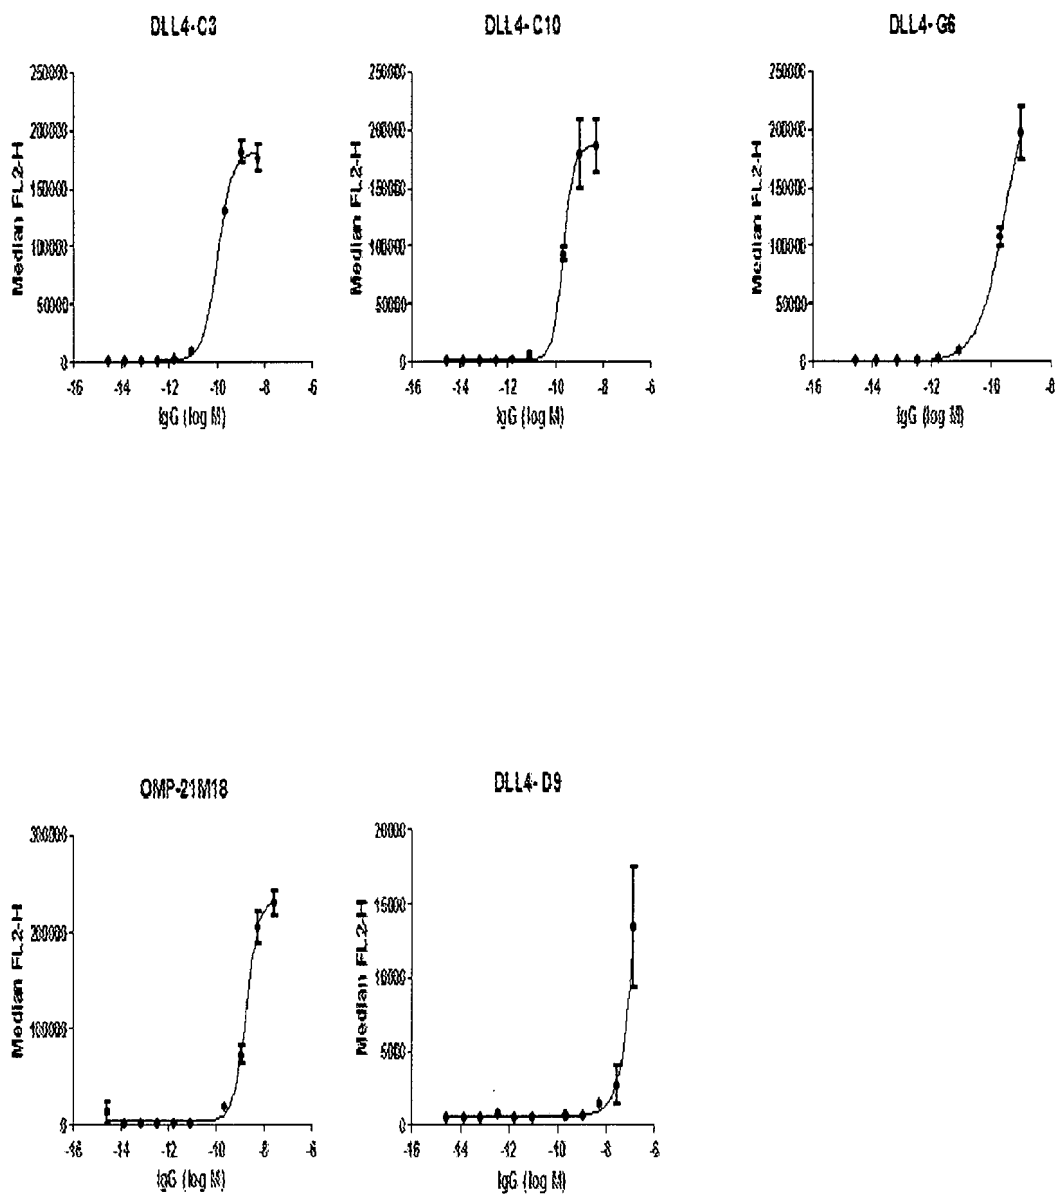 DLL4-C3
DLL4-C10
DLL4-G6
Median FL2-H
250000
200000
150000
100000
50000
0
-16 -14 -12 -10 -8 -6
IgG (log M)
Median FL2-H
250000
200000
150000
100000
50000
0
-16 -14 -12 -10 -8 -6
IgG (log M)
Median FL2-H
250000
200000
150000
100000
50000
0
-16 -14 -12 -10 -8
IgG (log M)
OMP-21M18
DLL4-D9
Median FL2-H
300000
200000
100000
0
-16 -14 -12 -10 -8 -6
IgG (log M)
Median FL2-H
20000
15000
10000
5000
0
-16 -14 -12 -10 -8 -6
IgG (log M)